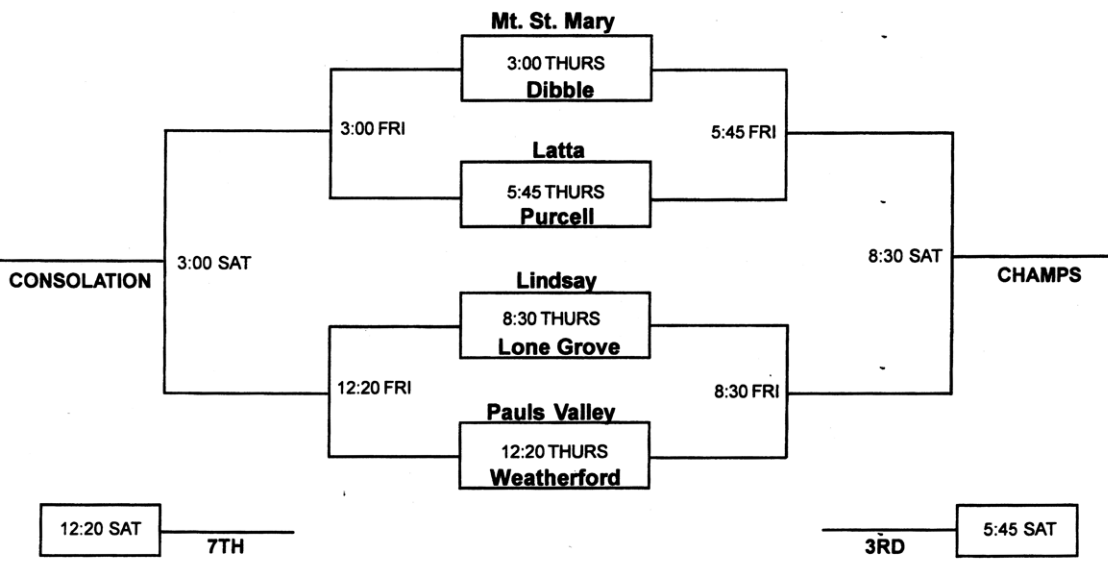 Mt. St. Mary
3:00 THURS
Dibble
3:00 FRI
5:45 FRI
Latta
5:45 THURS
Purcell
3:00 SAT
8:30 SAT
CONSOLATION
CHAMPS
Lindsay
8:30 THURS
Lone Grove
12:20 FRI
8:30 FRI
Pauls Valley
12:20 THURS
Weatherford
12:20 SAT
7TH
3RD
5:45 SAT